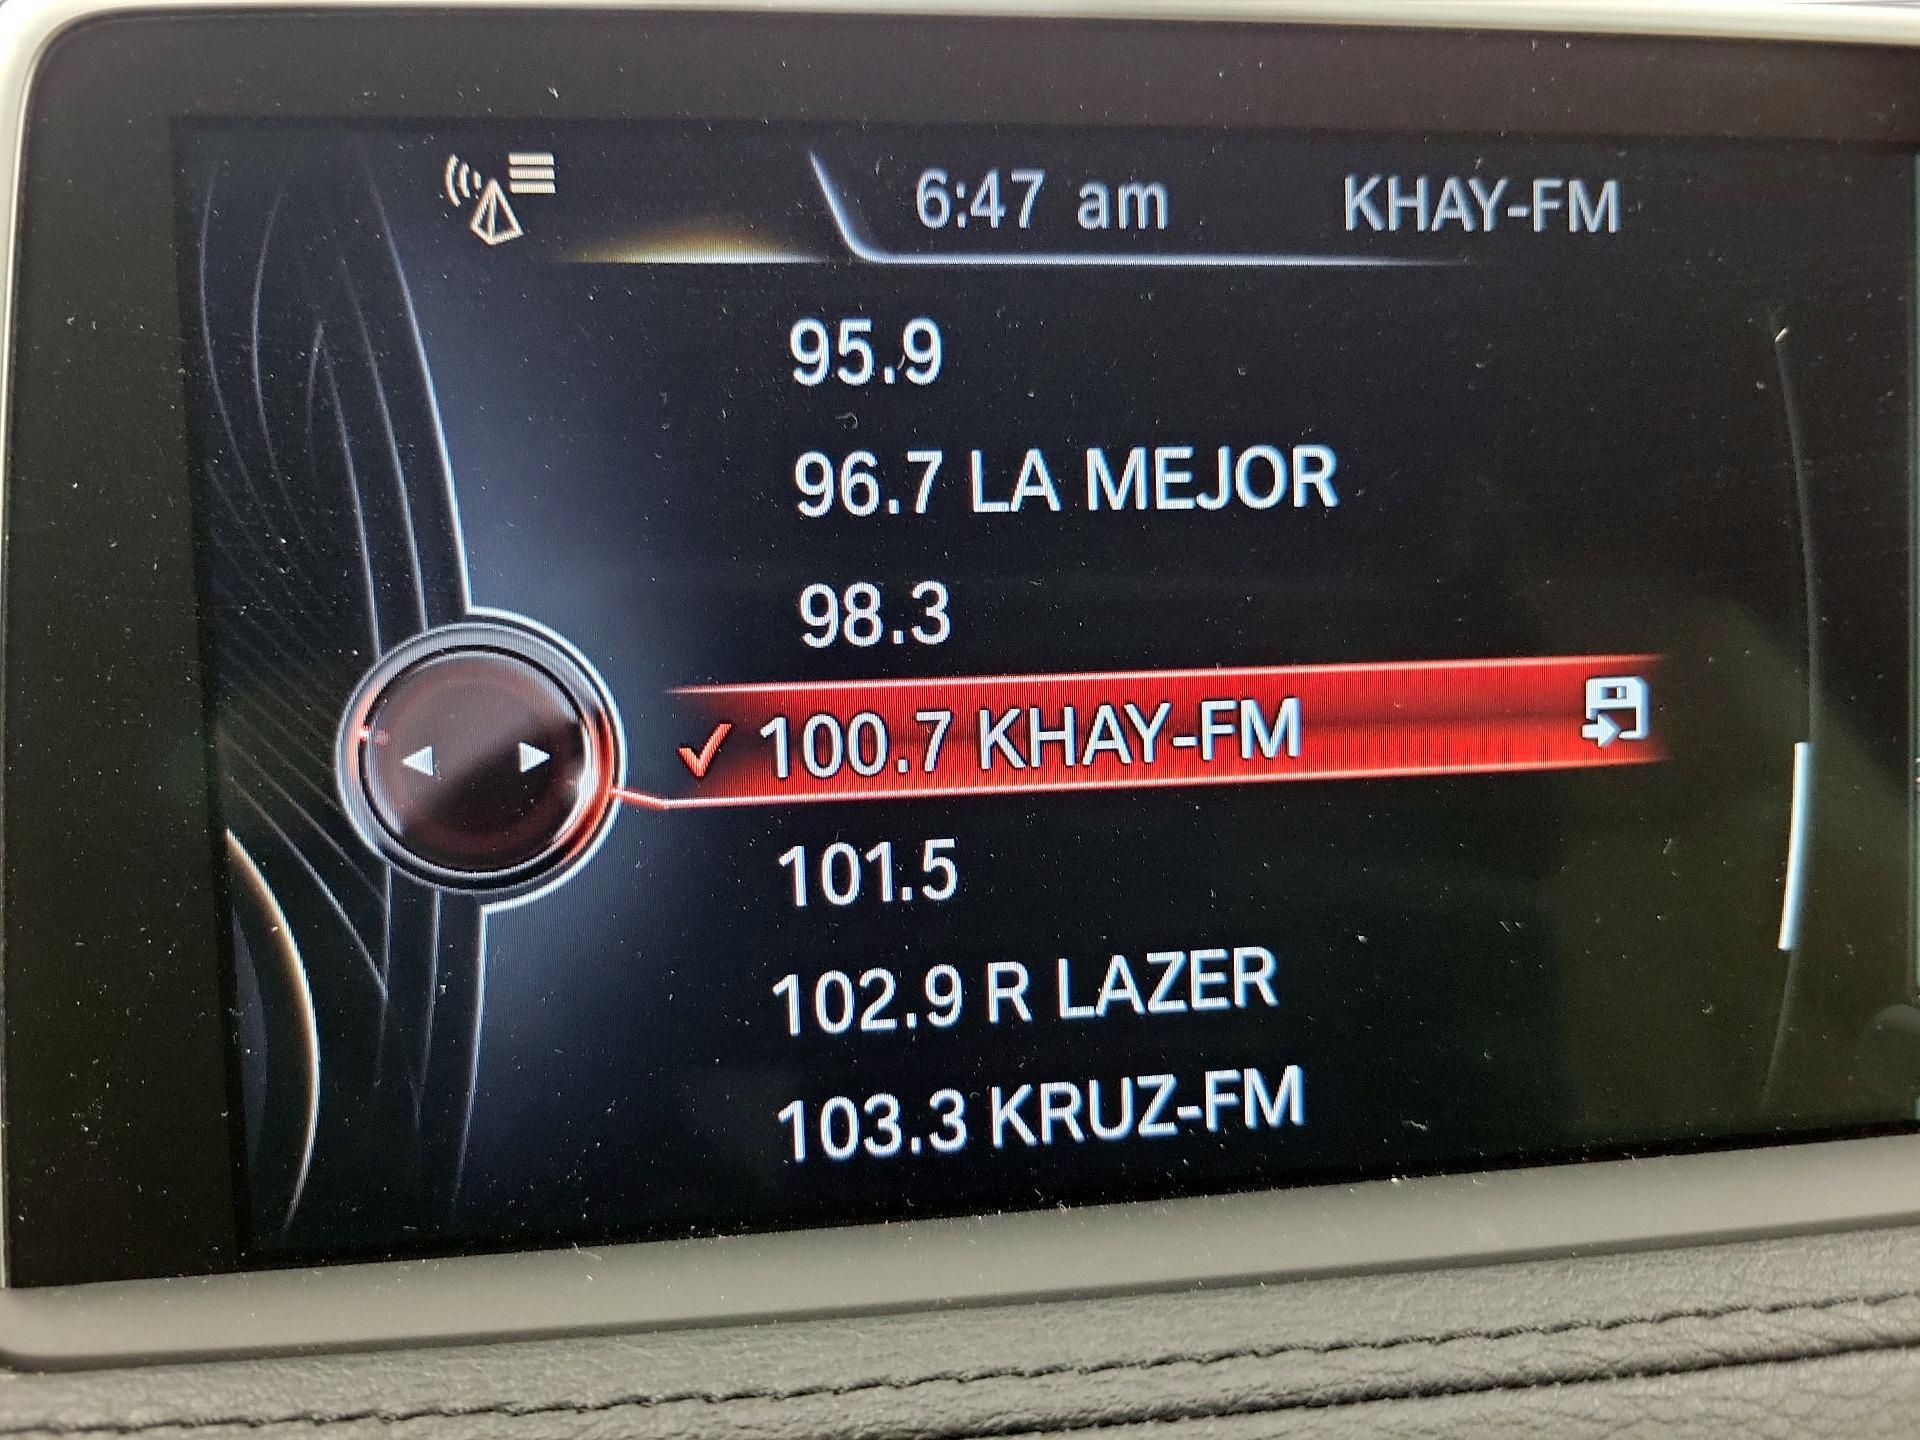 6:47 am KHAY-FM
95.9
96.7 LA MEJOR
98.3
100.7 KHAY-FM
101.5
102.9 R LAZER
103.3 KRUZ-FM